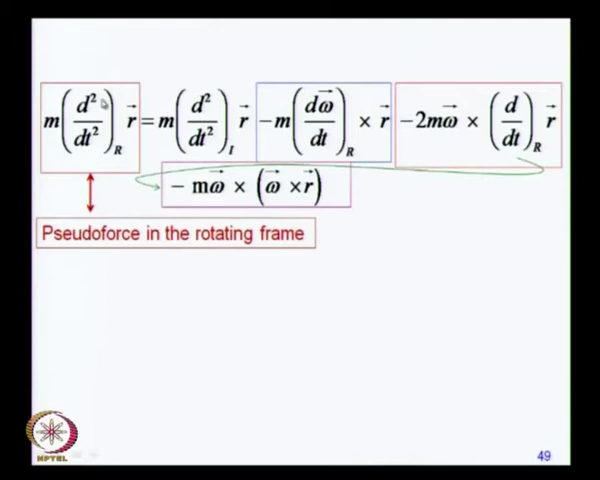 m(d²/dt²)_R r⃗ = m(d²/dt²)_I r⃗ −m(dω⃗/dt)_R × r⃗ −2mω⃗ × (d/dt)_R r⃗
− mω⃗ × (ω⃗ × r⃗)
Pseudoforce in the rotating frame
NPTEL
49